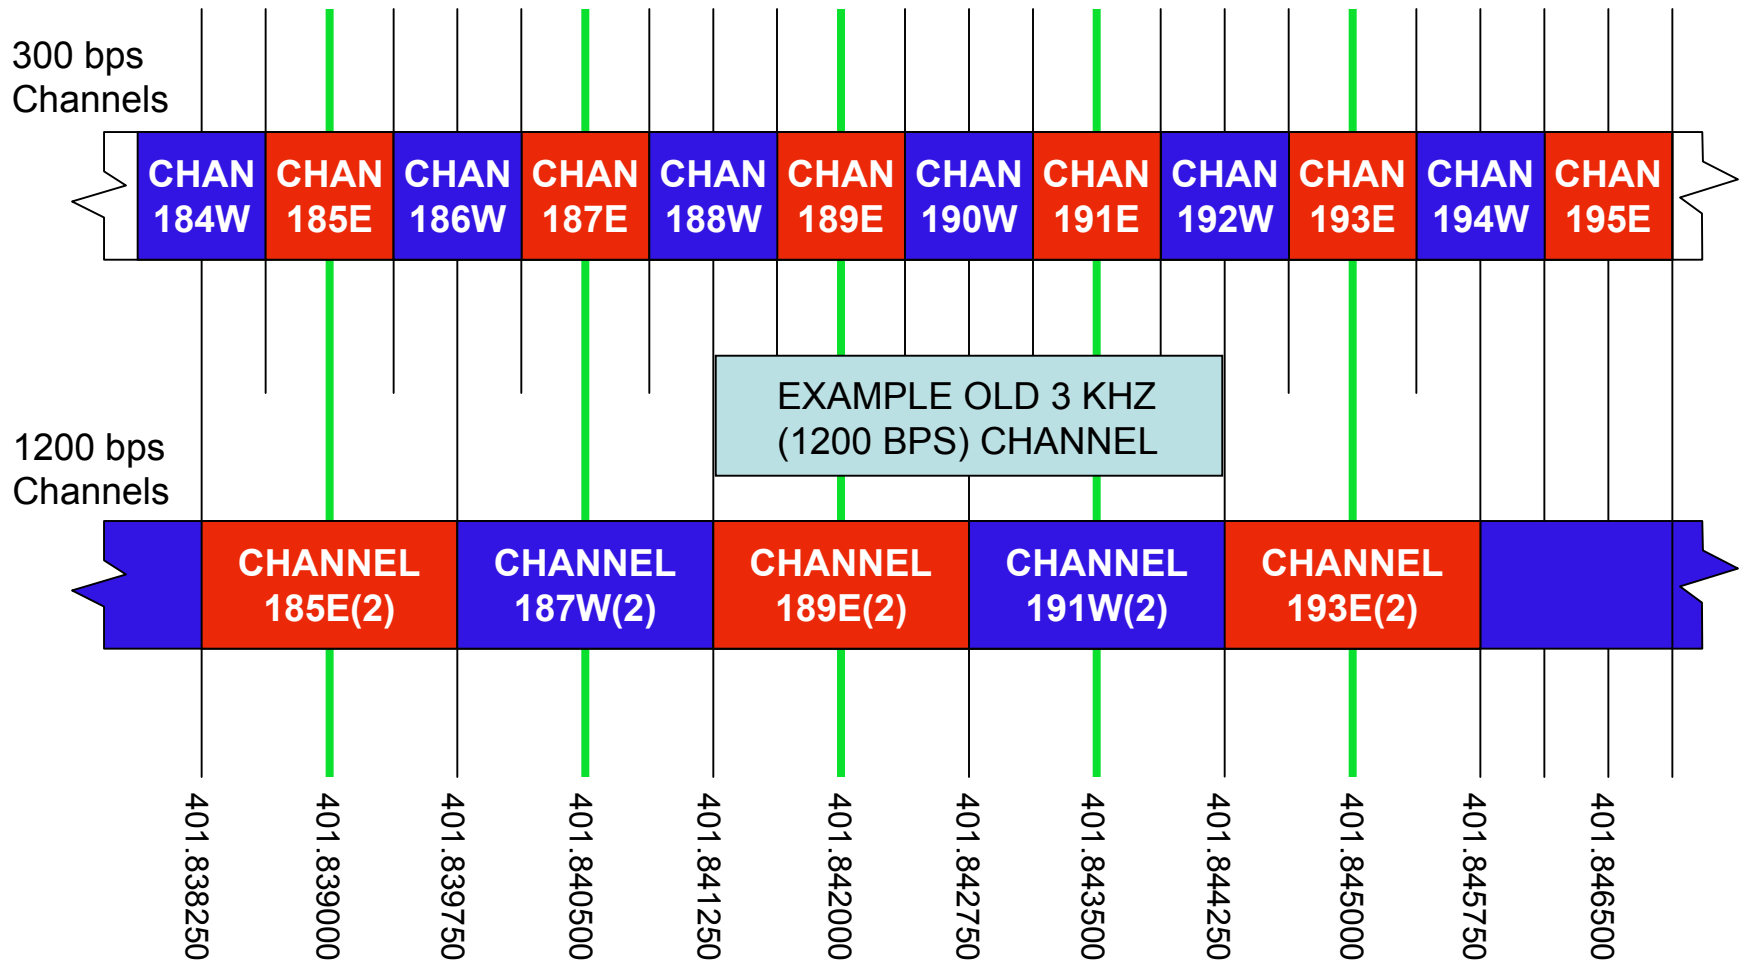 300 bps
Channels
CHAN
184W
CHAN
185E
CHAN
186W
CHAN
187E
CHAN
188W
CHAN
189E
CHAN
190W
CHAN
191E
CHAN
192W
CHAN
193E
CHAN
194W
CHAN
195E
EXAMPLE OLD 3 KHZ
(1200 BPS) CHANNEL
1200 bps
Channels
CHANNEL
185E(2)
CHANNEL
187W(2)
CHANNEL
189E(2)
CHANNEL
191W(2)
CHANNEL
193E(2)
401.838250
401.839000
401.839750
401.840500
401.841250
401.842000
401.842750
401.843500
401.844250
401.845000
401.845750
401.846500